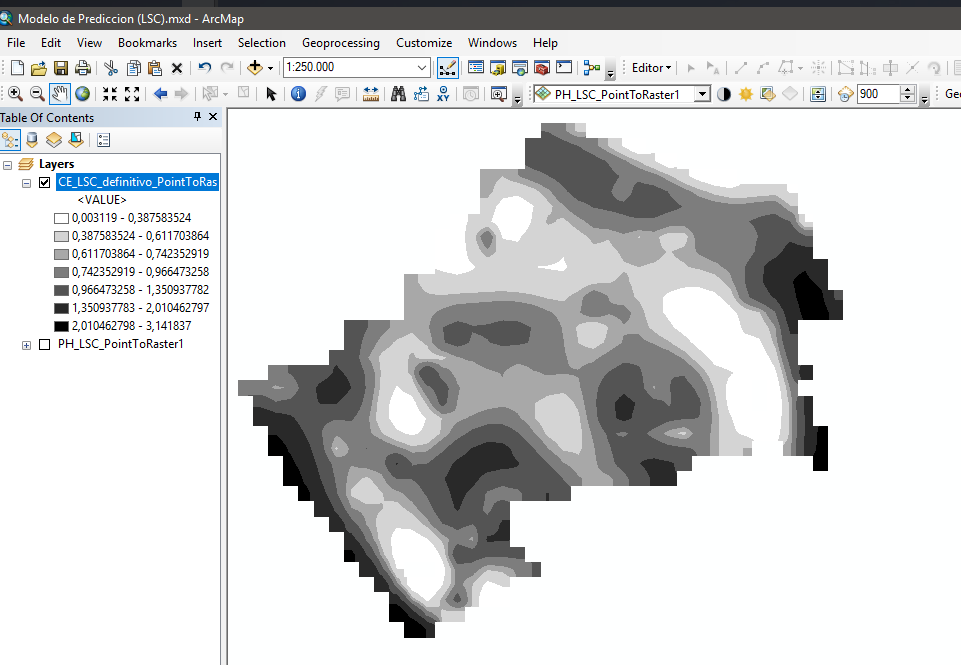 Modelo de Prediccion (LSC).mxd - ArcMap
File Edit View Bookmarks Insert Selection Geoprocessing Customize Windows Help
1:250.000 Editor
PH_LSC_PointToRaster1 900 Geo
Table Of Contents
Layers
CE_LSC_definitivo_PointToRas
<VALUE>
0,003119 - 0,387583524
0,387583524 - 0,611703864
0,611703864 - 0,742352919
0,742352919 - 0,966473258
0,966473258 - 1,350937782
1,350937783 - 2,010462797
2,010462798 - 3,141837
PH_LSC_PointToRaster1